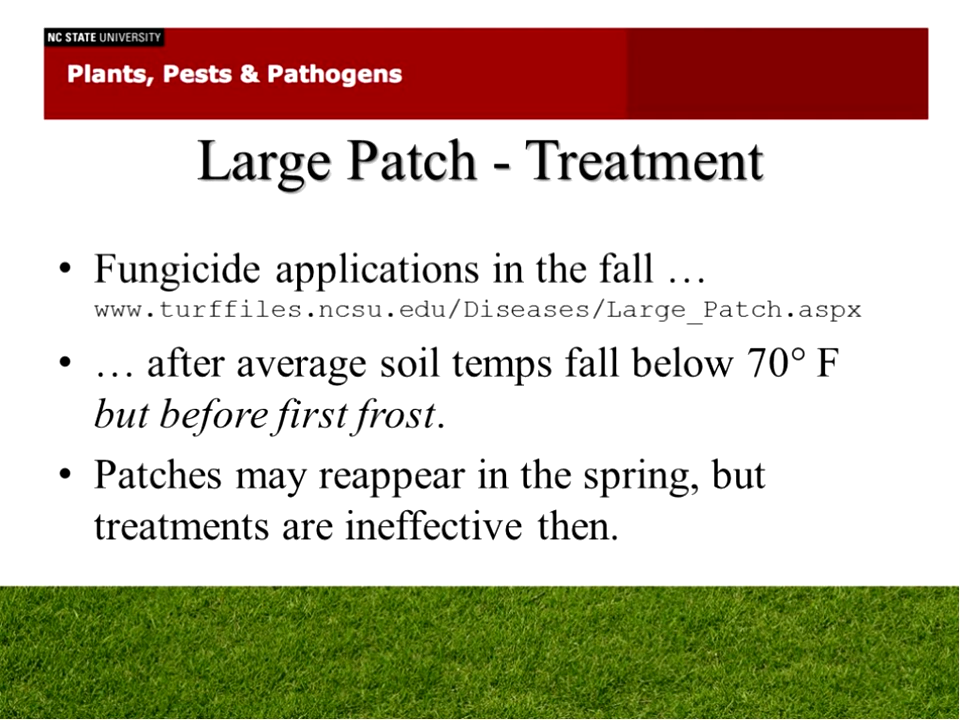 NC STATE UNIVERSITY
Plants, Pests & Pathogens
Large Patch - Treatment
• Fungicide applications in the fall …
www.turffiles.ncsu.edu/Diseases/Large_Patch.aspx
• … after average soil temps fall below 70° F
but before first frost.
• Patches may reappear in the spring, but
treatments are ineffective then.